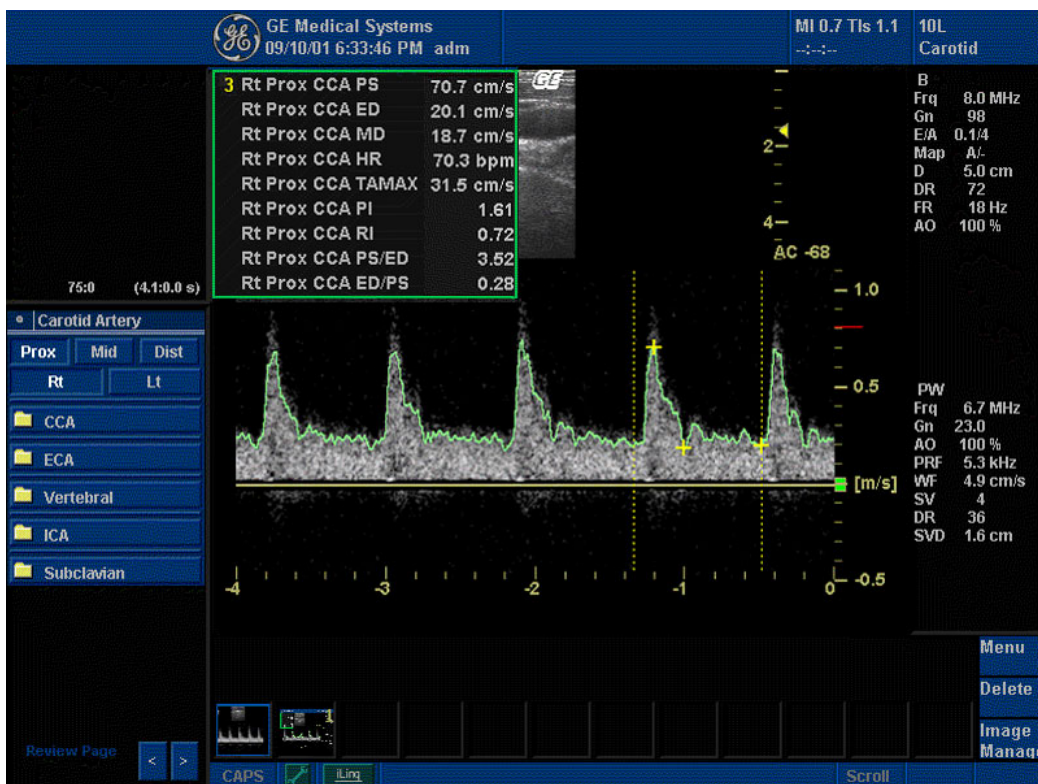 GE Medical Systems
09/10/01 6:33:46 PM adm
MI 0.7 TIs 1.1
--:--:--
10L
Carotid
3 Rt Prox CCA PS 70.7 cm/s
Rt Prox CCA ED 20.1 cm/s
Rt Prox CCA MD 18.7 cm/s
Rt Prox CCA HR 70.3 bpm
Rt Prox CCA TAMAX 31.5 cm/s
Rt Prox CCA PI 1.61
Rt Prox CCA RI 0.72
Rt Prox CCA PS/ED 3.52
Rt Prox CCA ED/PS 0.28
GE
2
4
AC -68
B
Frq 8.0 MHz
Gn 98
E/A 0.1/4
Map A/-
D 5.0 cm
DR 72
FR 18 Hz
AO 100 %
75:0 (4.1:0.0 s)
Carotid Artery
Prox Mid Dist
Rt Lt
CCA
ECA
Vertebral
ICA
Subclavian
1.0
0.5
[m/s]
-0.5
-4 -3 -2 -1 0
PW
Frq 6.7 MHz
Gn 23.0
AO 100 %
PRF 5.3 kHz
WF 4.9 cm/s
SV 4
DR 36
SVD 1.6 cm
Menu
Delete
Image
Manag
1
Review Page < >
CAPS iLinq Scroll